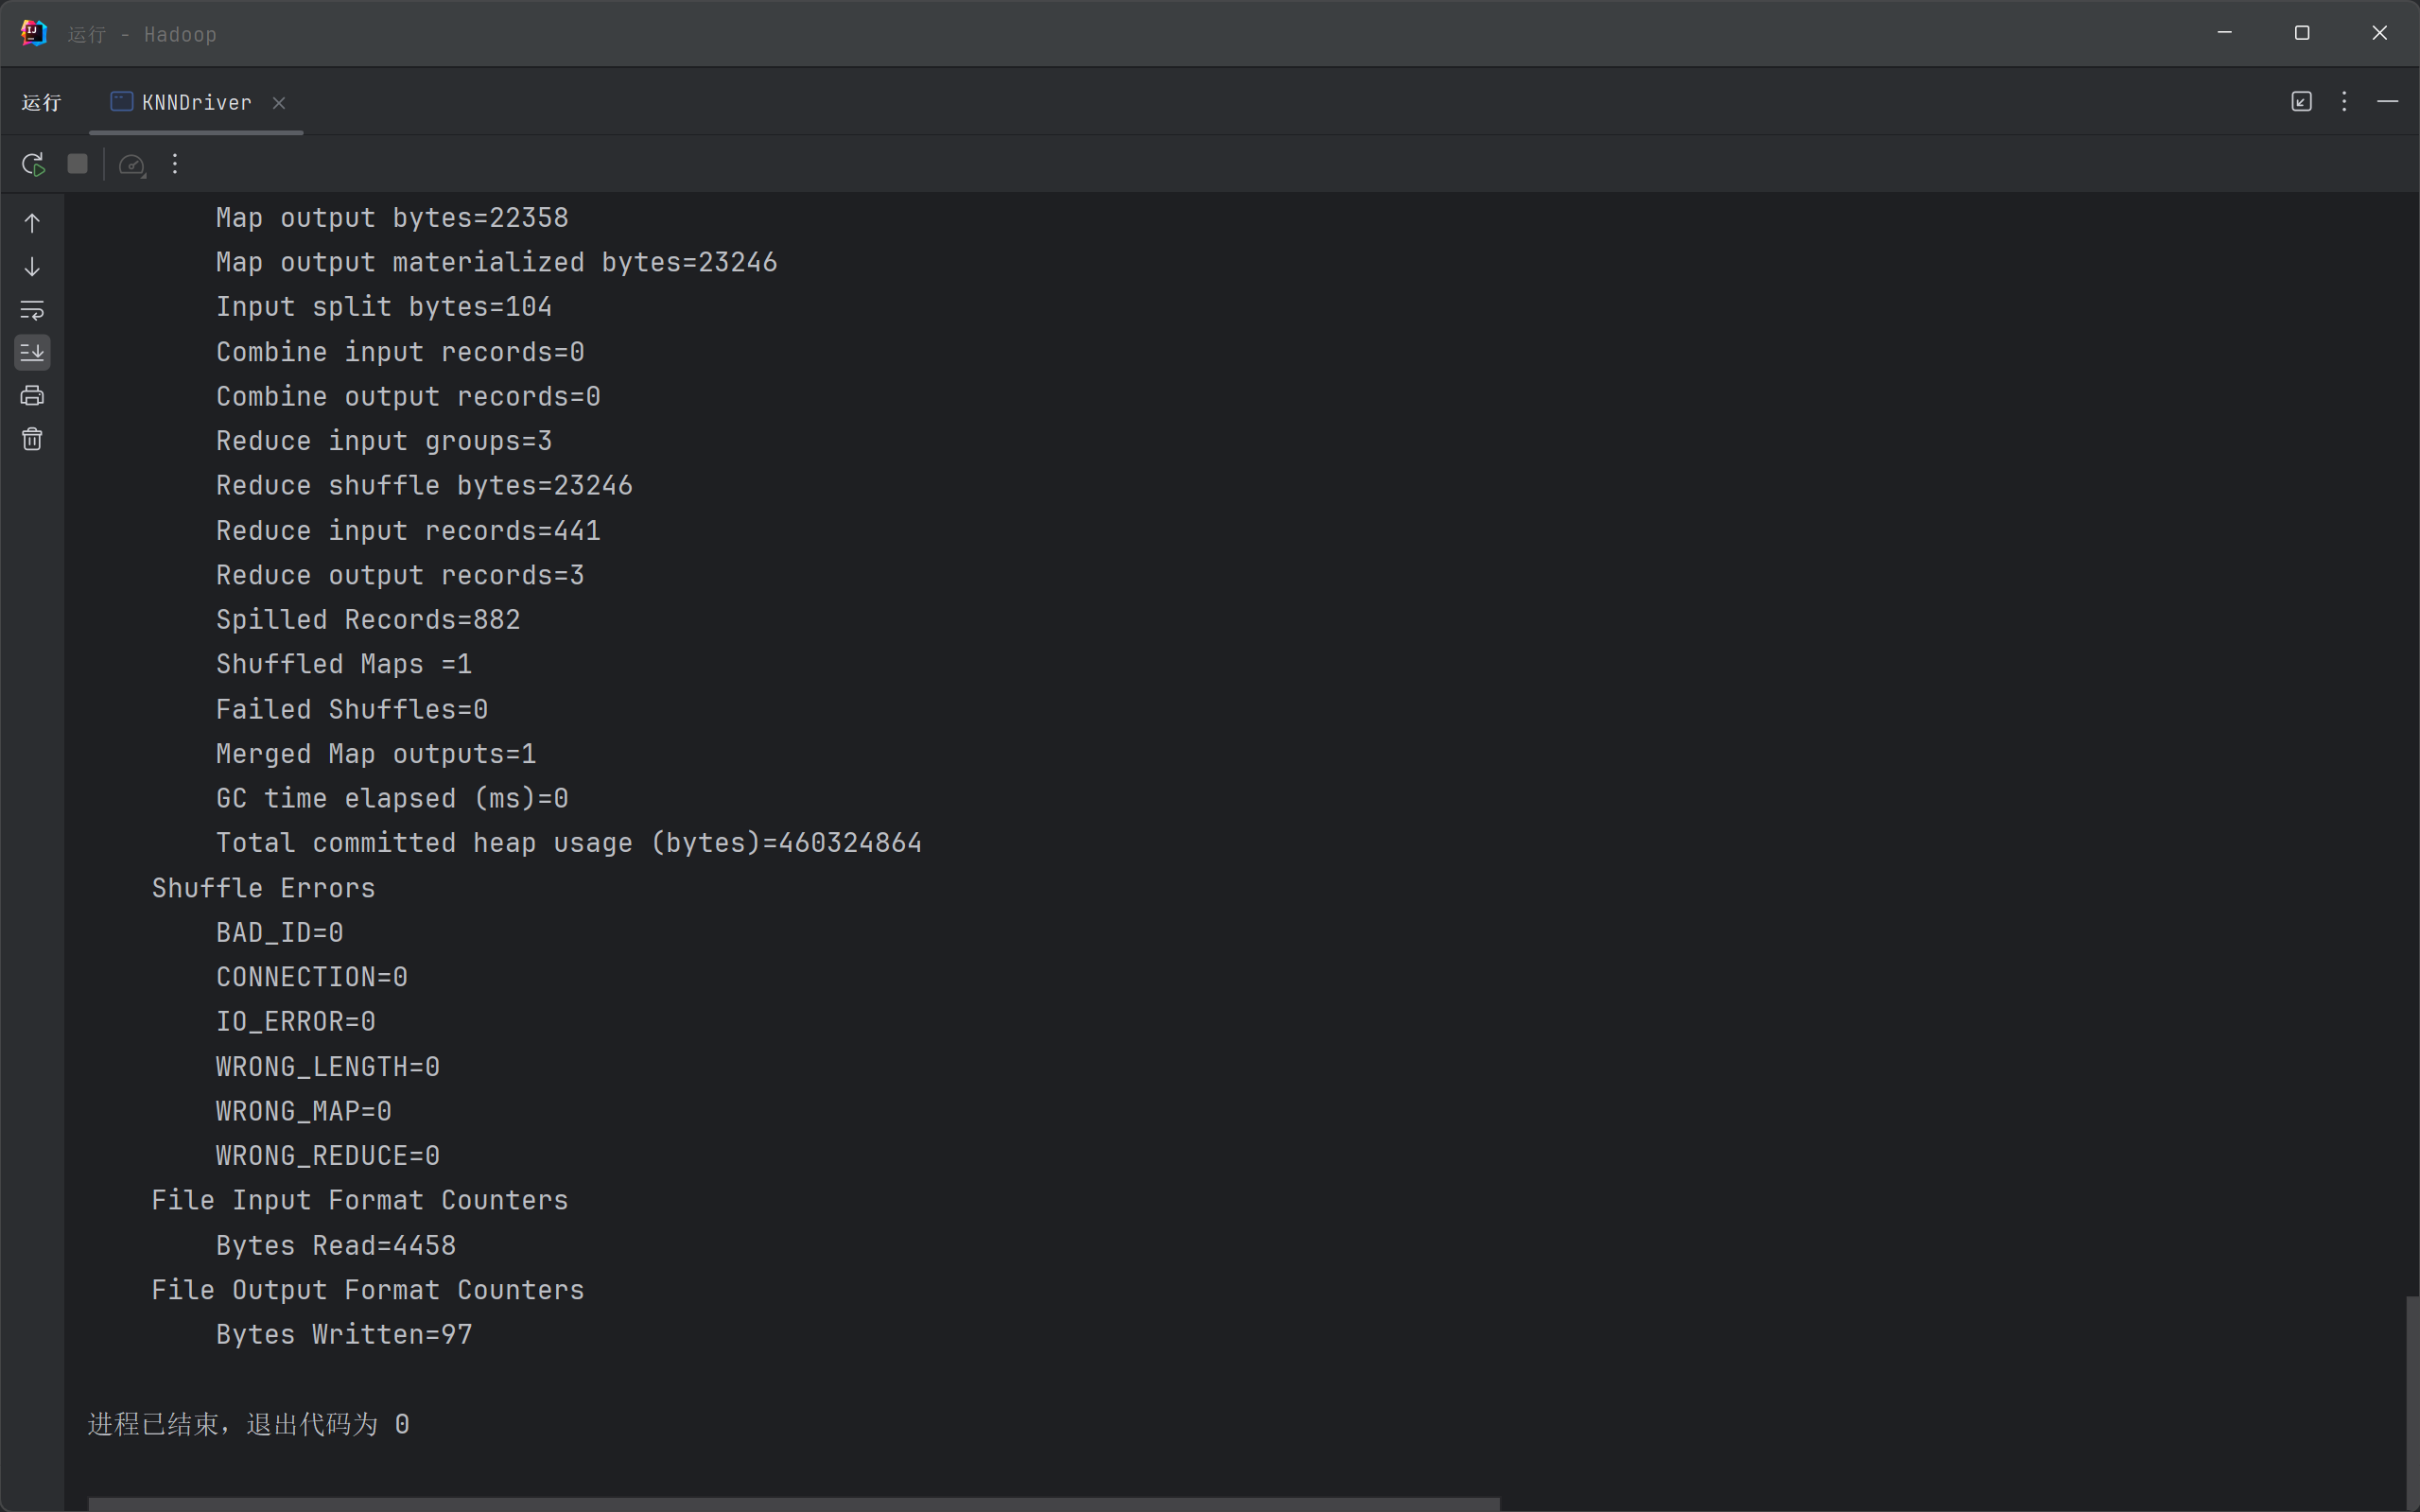 运行 - Hadoop
运行 KNNDriver
Map output bytes=22358
Map output materialized bytes=23246
Input split bytes=104
Combine input records=0
Combine output records=0
Reduce input groups=3
Reduce shuffle bytes=23246
Reduce input records=441
Reduce output records=3
Spilled Records=882
Shuffled Maps =1
Failed Shuffles=0
Merged Map outputs=1
GC time elapsed (ms)=0
Total committed heap usage (bytes)=460324864
Shuffle Errors
BAD_ID=0
CONNECTION=0
IO_ERROR=0
WRONG_LENGTH=0
WRONG_MAP=0
WRONG_REDUCE=0
File Input Format Counters
Bytes Read=4458
File Output Format Counters
Bytes Written=97
进程已结束，退出代码为 0